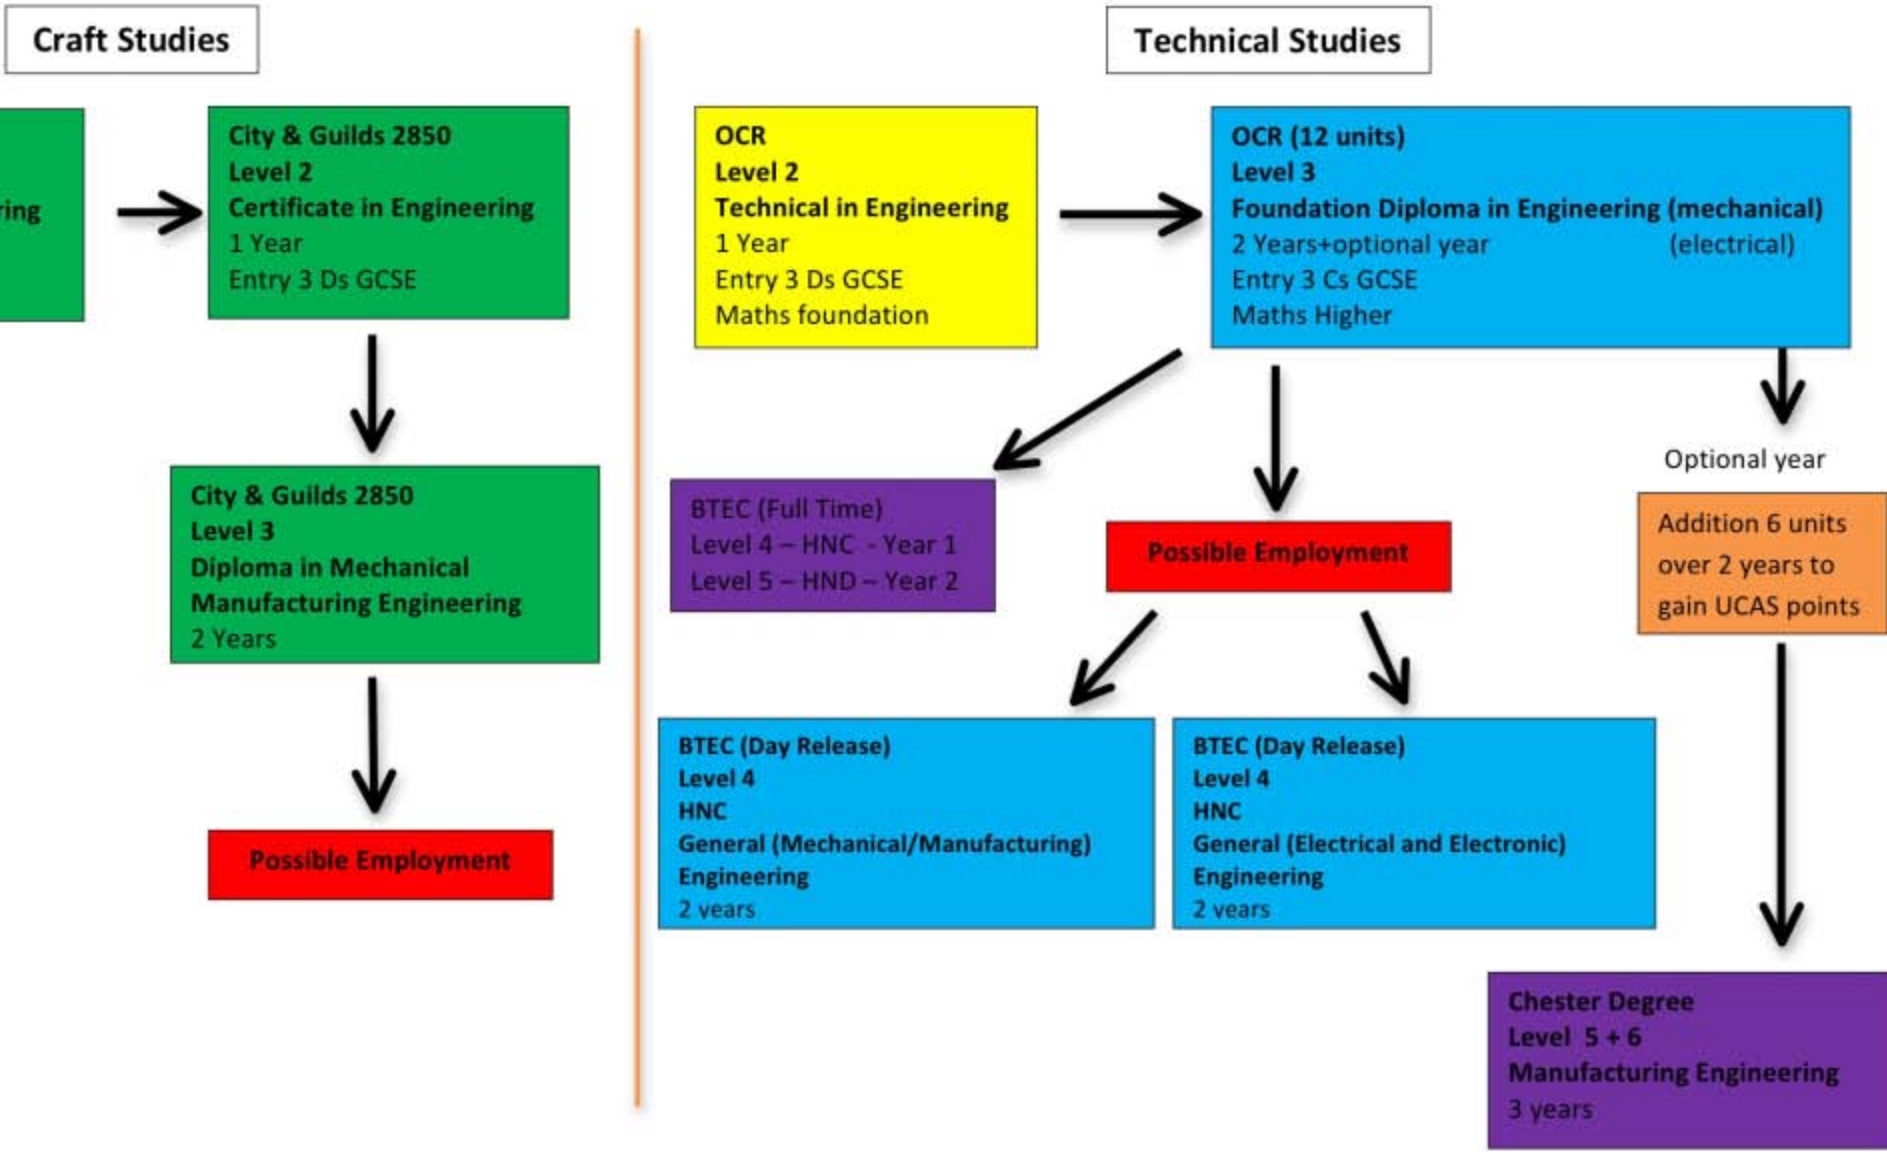 Craft Studies
Technical Studies
City & Guilds 2850
Level 2
Certificate in Engineering
1 Year
Entry 3 Ds GCSE
City & Guilds 2850
Level 3
Diploma in Mechanical
Manufacturing Engineering
2 Years
Possible Employment
OCR
Level 2
Technical in Engineering
1 Year
Entry 3 Ds GCSE
Maths foundation
OCR (12 units)
Level 3
Foundation Diploma in Engineering (mechanical)
2 Years+optional year (electrical)
Entry 3 Cs GCSE
Maths Higher
BTEC (Full Time)
Level 4 – HNC - Year 1
Level 5 – HND – Year 2
Possible Employment
Optional year
Addition 6 units
over 2 years to
gain UCAS points
BTEC (Day Release)
Level 4
HNC
General (Mechanical/Manufacturing)
Engineering
2 years
BTEC (Day Release)
Level 4
HNC
General (Electrical and Electronic)
Engineering
2 years
Chester Degree
Level 5 + 6
Manufacturing Engineering
3 years